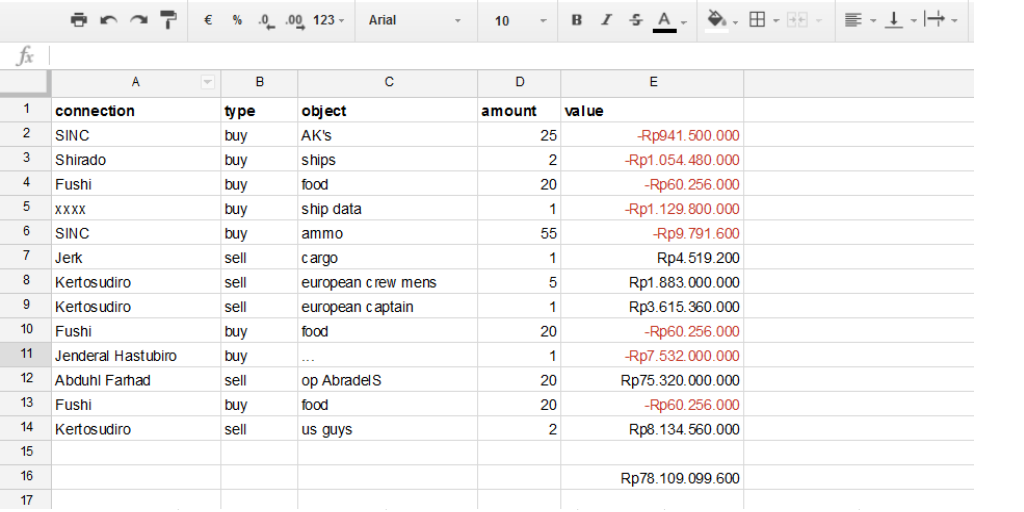 € % .0 .00 123 Arial 10 B I S A
fx
A B C D E
1 connection type object amount value
2 SINC buy AK's 25 -Rp941.500.000
3 Shirado buy ships 2 -Rp1.054.480.000
4 Fushi buy food 20 -Rp60.256.000
5 xxxx buy ship data 1 -Rp1.129.800.000
6 SINC buy ammo 55 -Rp9.791.600
7 Jerk sell cargo 1 Rp4.519.200
8 Kertosudiro sell european crew mens 5 Rp1.883.000.000
9 Kertosudiro sell european captain 1 Rp3.615.360.000
10 Fushi buy food 20 -Rp60.256.000
11 Jenderal Hastubiro buy ... 1 -Rp7.532.000.000
12 Abduhl Farhad sell op AbradelS 20 Rp75.320.000.000
13 Fushi buy food 20 -Rp60.256.000
14 Kertosudiro sell us guys 2 Rp8.134.560.000
15
16 Rp78.109.099.600
17